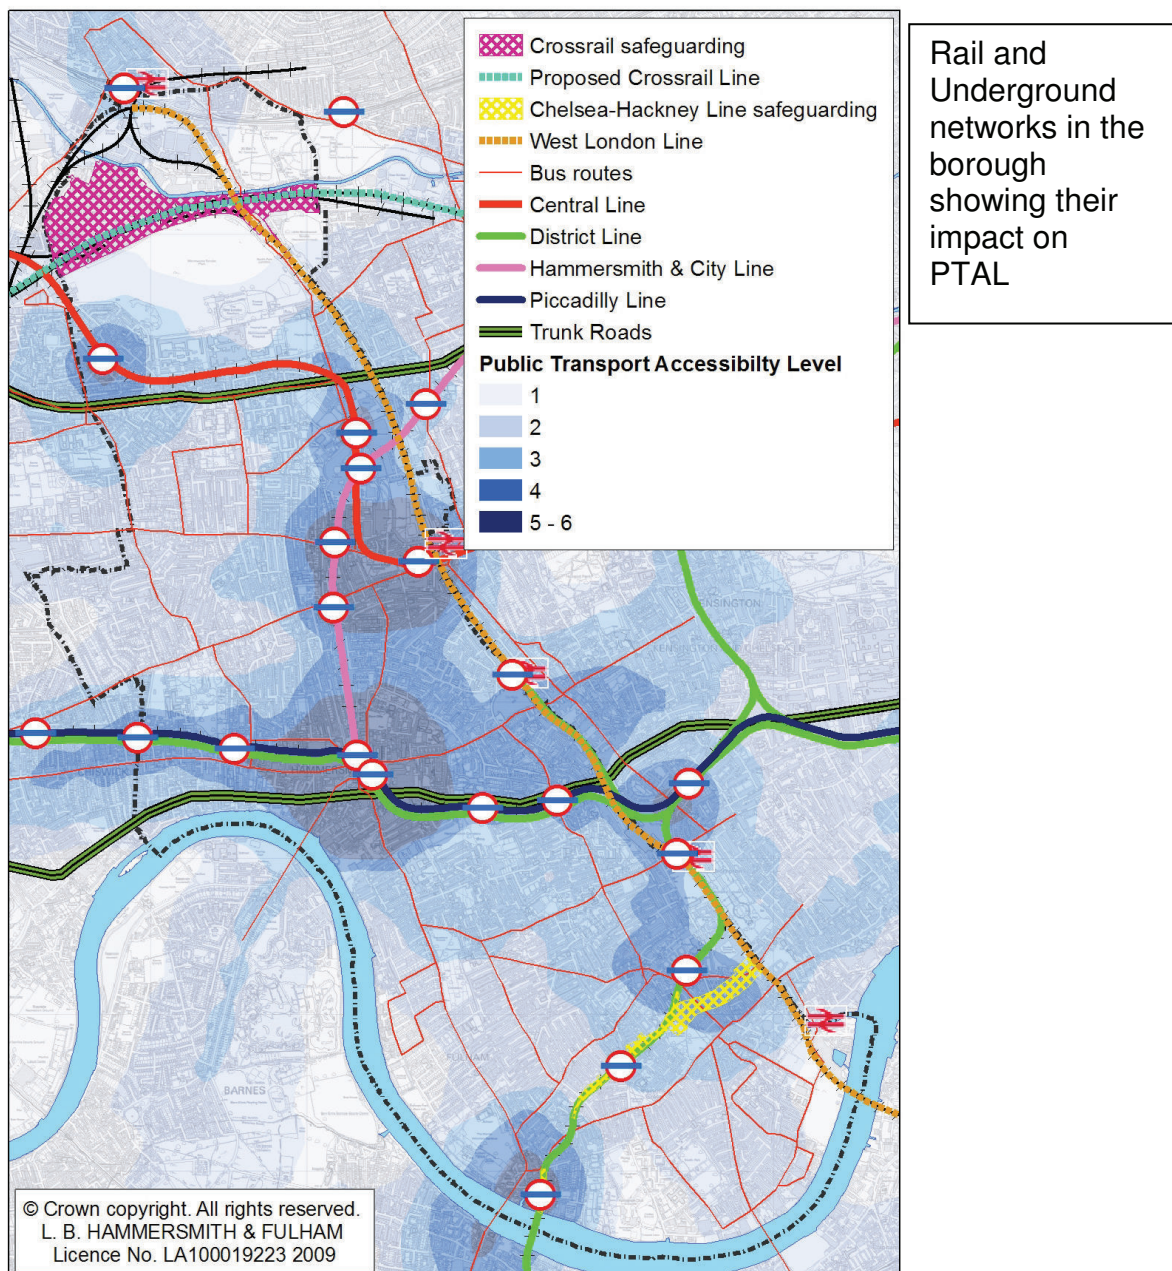 Crossrail safeguarding
Proposed Crossrail Line
Chelsea-Hackney Line safeguarding
West London Line
Bus routes
Central Line
District Line
Hammersmith & City Line
Piccadilly Line
Trunk Roads
Public Transport Accessibilty Level
1
2
3
4
5 - 6
Rail and
Underground
networks in the
borough
showing their
impact on
PTAL
FULHAM
BARNES
© Crown copyright. All rights reserved.
L. B. HAMMERSMITH & FULHAM
Licence No. LA100019223 2009